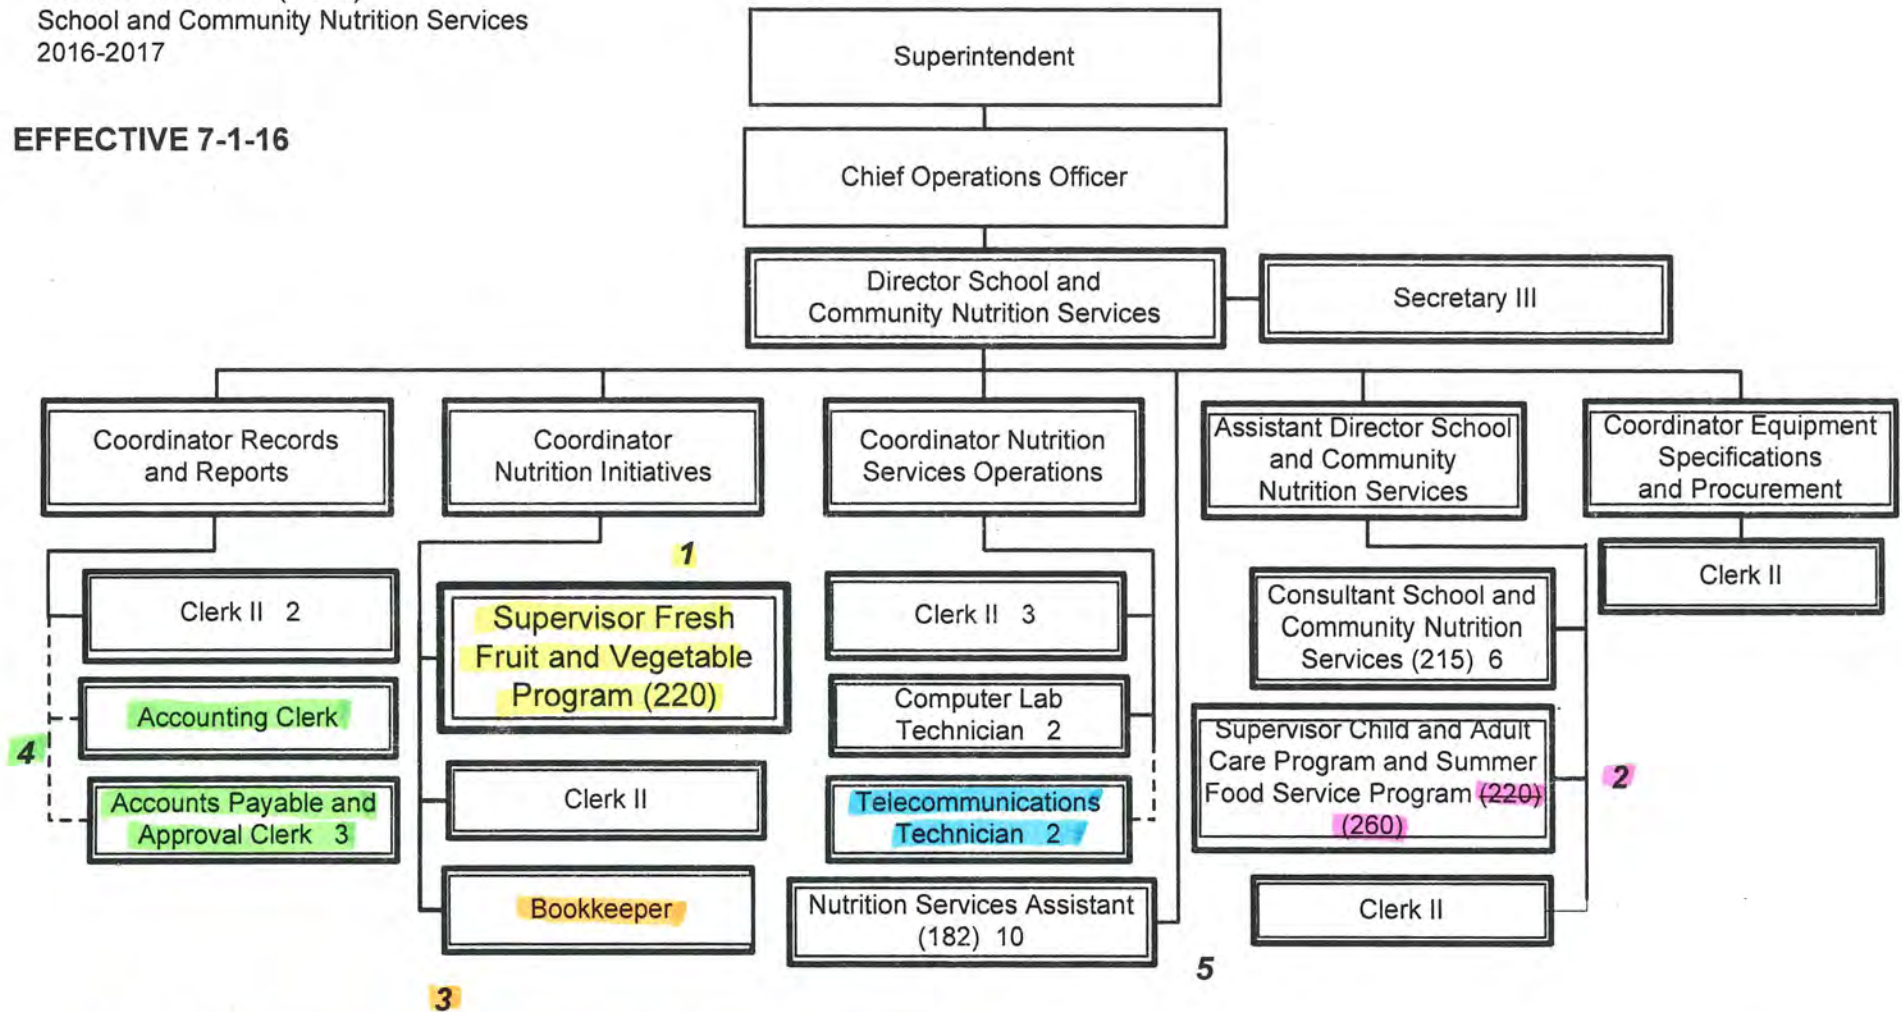 School and Community Nutrition Services
2016-2017
EFFECTIVE 7-1-16
Superintendent
Chief Operations Officer
Director School and
Community Nutrition Services
Secretary III
Coordinator Records
and Reports
Coordinator
Nutrition Initiatives
Coordinator Nutrition
Services Operations
Assistant Director School
and Community
Nutrition Services
Coordinator Equipment
Specifications
and Procurement
Clerk II 2
Accounting Clerk
4
Accounts Payable and
Approval Clerk 3
1
Supervisor Fresh
Fruit and Vegetable
Program (220)
Clerk II
Bookkeeper
3
Clerk II 3
Computer Lab
Technician 2
Telecommunications
Technician 2
Nutrition Services Assistant
(182) 10
5
Consultant School and
Community Nutrition
Services (215) 6
Supervisor Child and Adult
Care Program and Summer
Food Service Program (220)
(260)
2
Clerk II
Clerk II